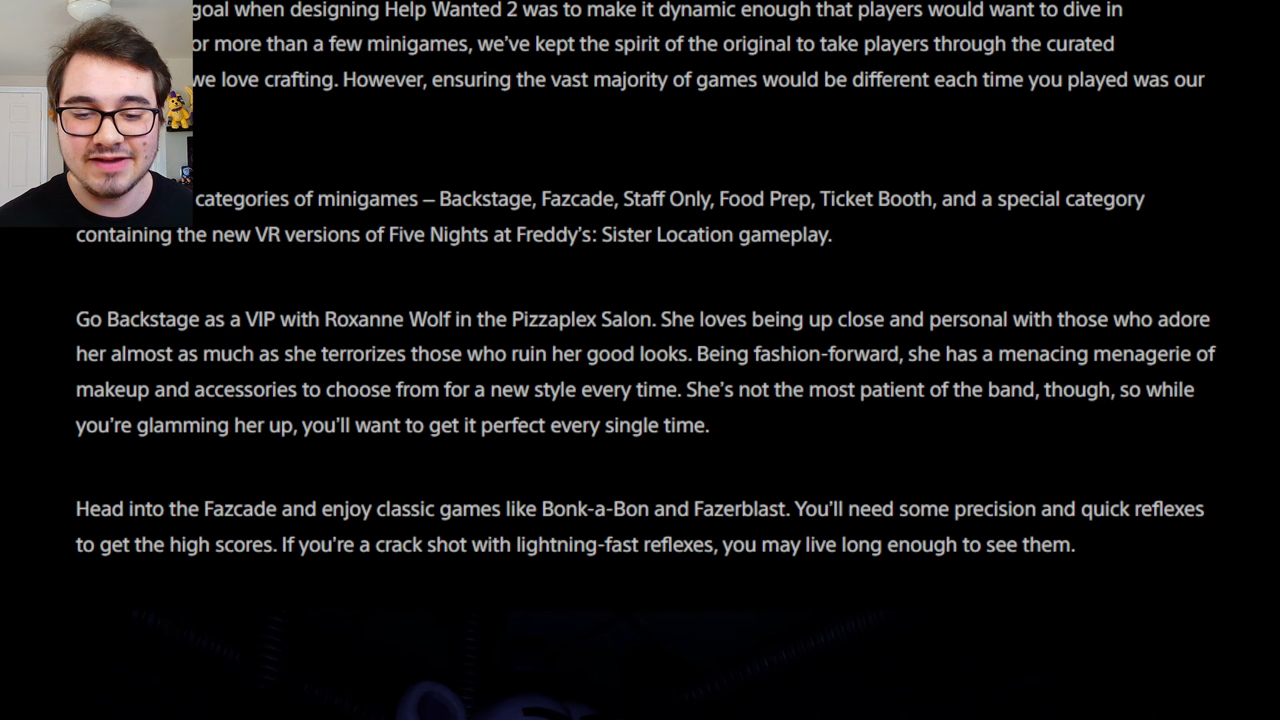 goal when designing Help Wanted 2 was to make it dynamic enough that players would want to dive in
or more than a few minigames, we've kept the spirit of the original to take players through the curated
we love crafting. However, ensuring the vast majority of games would be different each time you played was our
categories of minigames – Backstage, Fazcade, Staff Only, Food Prep, Ticket Booth, and a special category
containing the new VR versions of Five Nights at Freddy's: Sister Location gameplay.
Go Backstage as a VIP with Roxanne Wolf in the Pizzaplex Salon. She loves being up close and personal with those who adore
her almost as much as she terrorizes those who ruin her good looks. Being fashion-forward, she has a menacing menagerie of
makeup and accessories to choose from for a new style every time. She's not the most patient of the band, though, so while
you're glamming her up, you'll want to get it perfect every single time.
Head into the Fazcade and enjoy classic games like Bonk-a-Bon and Fazerblast. You'll need some precision and quick reflexes
to get the high scores. If you're a crack shot with lightning-fast reflexes, you may live long enough to see them.